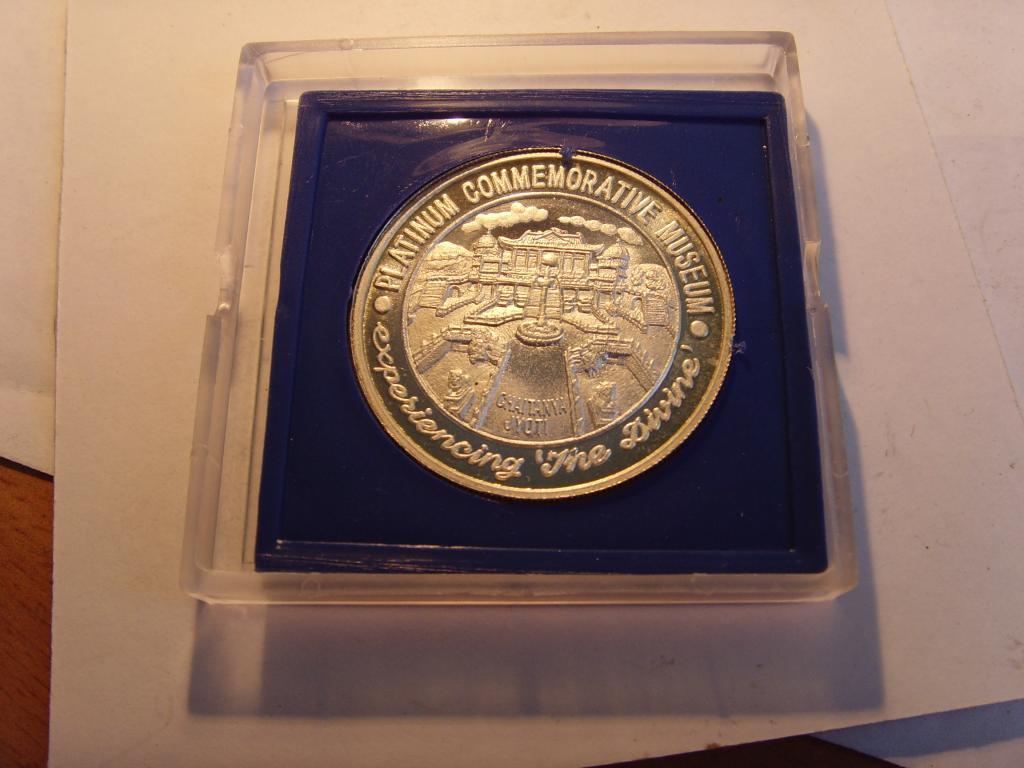 PLATINUM COMMEMORATIVE MUSEUM
experiencing 'The Divine'
CHAITANYA
JYOTI